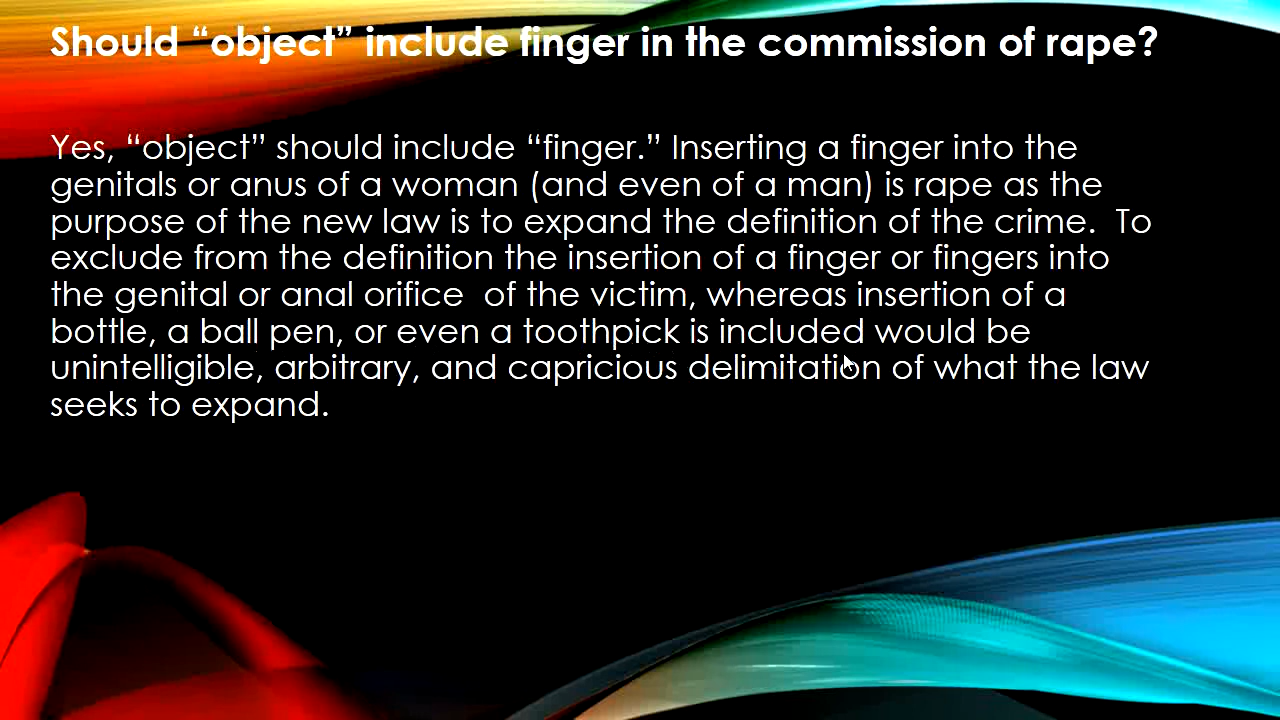 Should “object” include finger in the commission of rape?
Yes, “object” should include “finger.” Inserting a finger into the
genitals or anus of a woman (and even of a man) is rape as the
purpose of the new law is to expand the definition of the crime.  To
exclude from the definition the insertion of a finger or fingers into
the genital or anal orifice  of the victim, whereas insertion of a
bottle, a ball pen, or even a toothpick is included would be
unintelligible, arbitrary, and capricious delimitation of what the law
seeks to expand.